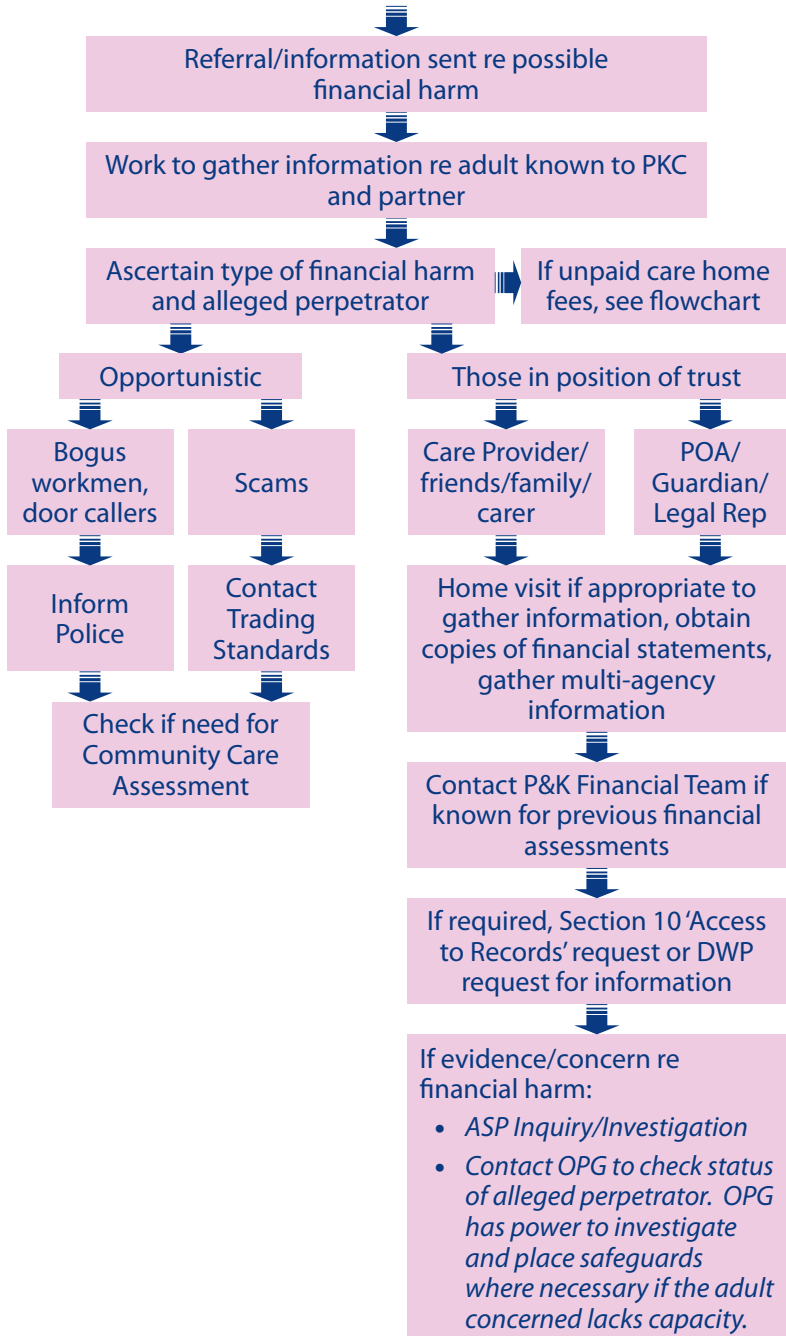 Referral/information sent re possible
financial harm
Work to gather information re adult known to PKC
and partner
Ascertain type of financial harm
and alleged perpetrator
If unpaid care home
fees, see flowchart
Opportunistic
Those in position of trust
Bogus
workmen,
door callers
Scams
Care Provider/
friends/family/
carer
POA/
Guardian/
Legal Rep
Inform
Police
Contact
Trading
Standards
Home visit if appropriate to
gather information, obtain
copies of financial statements,
gather multi-agency
information
Check if need for
Community Care
Assessment
Contact P&K Financial Team if
known for previous financial
assessments
If required, Section 10 ‘Access
to Records’ request or DWP
request for information
If evidence/concern re
financial harm:
• ASP Inquiry/Investigation
• Contact OPG to check status
of alleged perpetrator. OPG
has power to investigate
and place safeguards
where necessary if the adult
concerned lacks capacity.